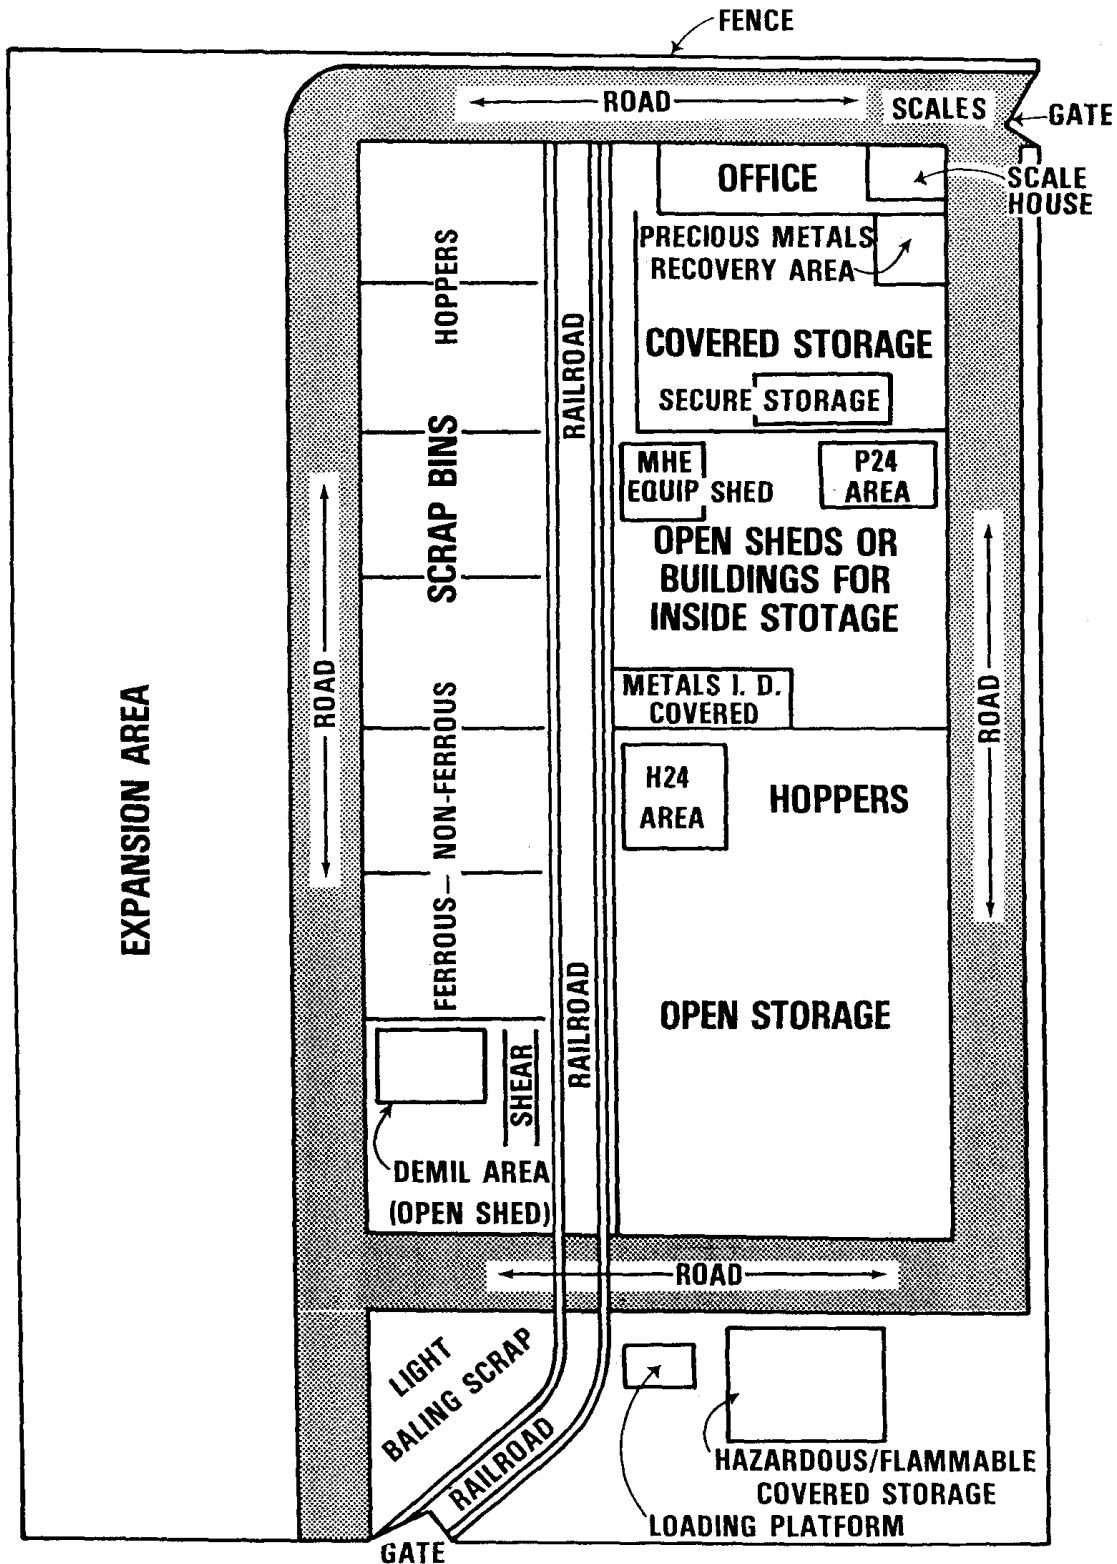 FENCE
ROAD
SCALES
GATE
OFFICE
SCALE
HOUSE
PRECIOUS METALS
RECOVERY AREA
HOPPERS
RAILROAD
COVERED STORAGE
SECURE STORAGE
SCRAP BINS
MHE
EQUIP SHED
P24
AREA
OPEN SHEDS OR
BUILDINGS FOR
INSIDE STOTAGE
ROAD
METALS I. D.
COVERED
ROAD
EXPANSION AREA
FERROUS—NON-FERROUS
H24
AREA
HOPPERS
OPEN STORAGE
RAILROAD
SHEAR
DEMIL AREA
(OPEN SHED)
ROAD
LIGHT
BALING SCRAP
RAILROAD
HAZARDOUS/FLAMMABLE
COVERED STORAGE
LOADING PLATFORM
GATE